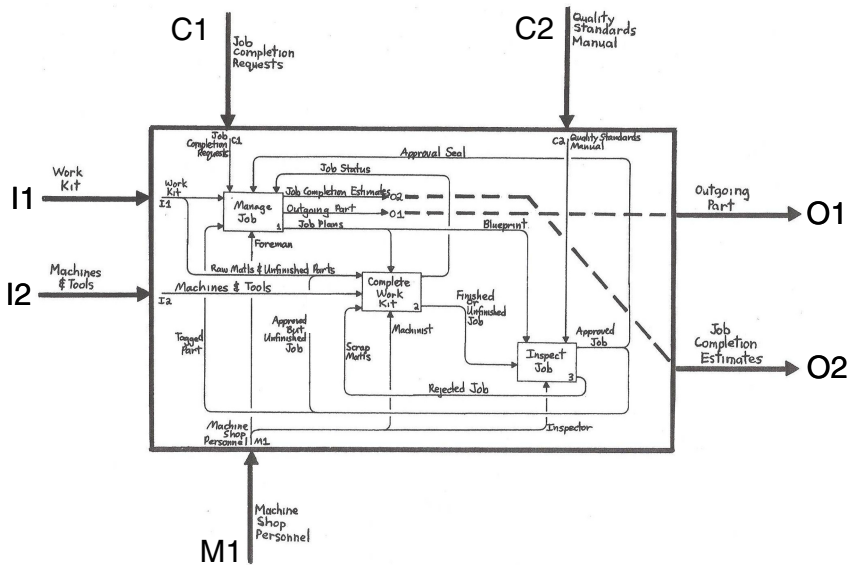 C1
Job
Completion
Requests
C2
Quality
Standards
Manual
Job
Completion
Requests
C1
C2
Quality Standards
Manual
Approval Seal
Job Status
I1
Work
Kit
Work
Kit
I1
Manage
Job
1
Job Completion Estimates
O2
Outgoing Part
O1
Job Plans
Blueprint
Outgoing
Part
O1
Foreman
I2
Machines
& Tools
Raw Matls & Unfinished Parts
Machines & Tools
I2
Complete
Work
Kit
2
Finished
Or
Unfinished
Job
Approved
But
Unfinished
Job
Machinist
Tagged
Part
Scrap
Matls
Inspect
Job
3
Approved
Job
Job
Completion
Estimates
O2
Rejected Job
Machine
Shop
Personnel
M1
Inspector
Machine
Shop
Personnel
M1